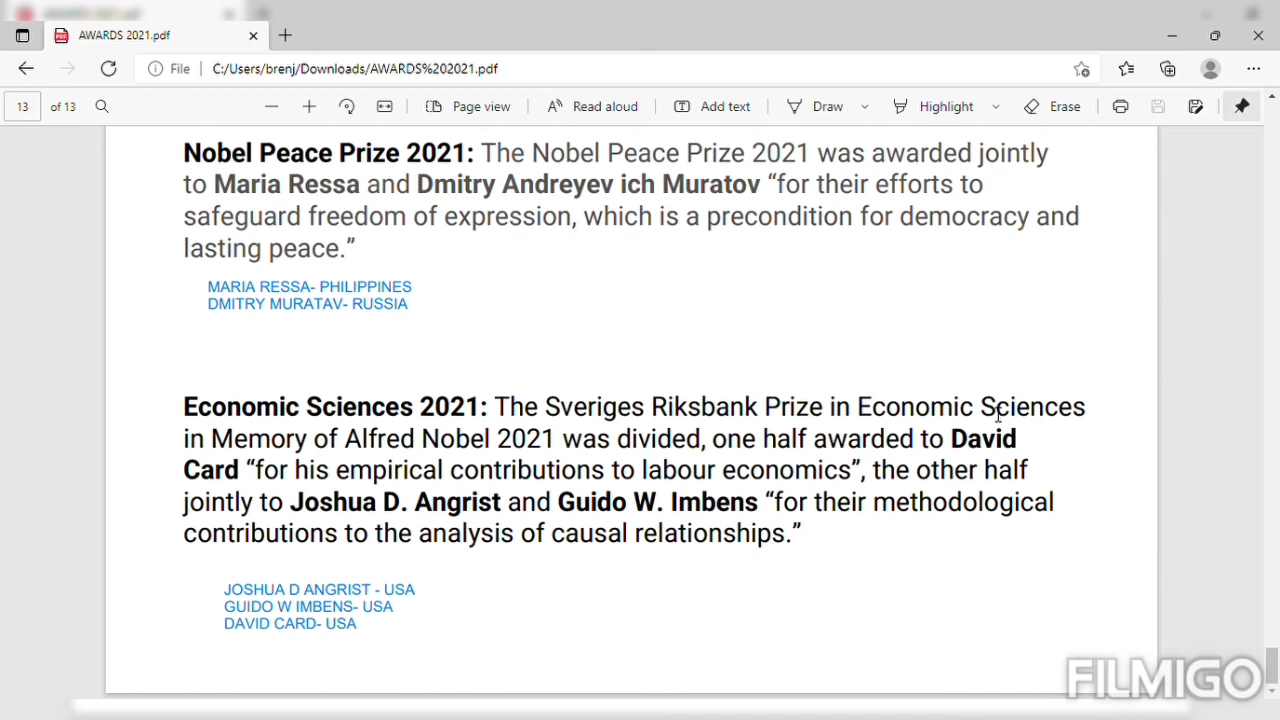 AWARDS 2021.pdf
File C:/Users/brenj/Downloads/AWARDS%202021.pdf
13 of 13 Page view Read aloud Add text Draw Highlight Erase
Nobel Peace Prize 2021: The Nobel Peace Prize 2021 was awarded jointly
to Maria Ressa and Dmitry Andreyev ich Muratov “for their efforts to
safeguard freedom of expression, which is a precondition for democracy and
lasting peace.”
MARIA RESSA- PHILIPPINES
DMITRY MURATAV- RUSSIA
Economic Sciences 2021: The Sveriges Riksbank Prize in Economic Sciences
in Memory of Alfred Nobel 2021 was divided, one half awarded to David
Card “for his empirical contributions to labour economics”, the other half
jointly to Joshua D. Angrist and Guido W. Imbens “for their methodological
contributions to the analysis of causal relationships.”
JOSHUA D ANGRIST - USA
GUIDO W IMBENS- USA
DAVID CARD- USA
FILMIGO